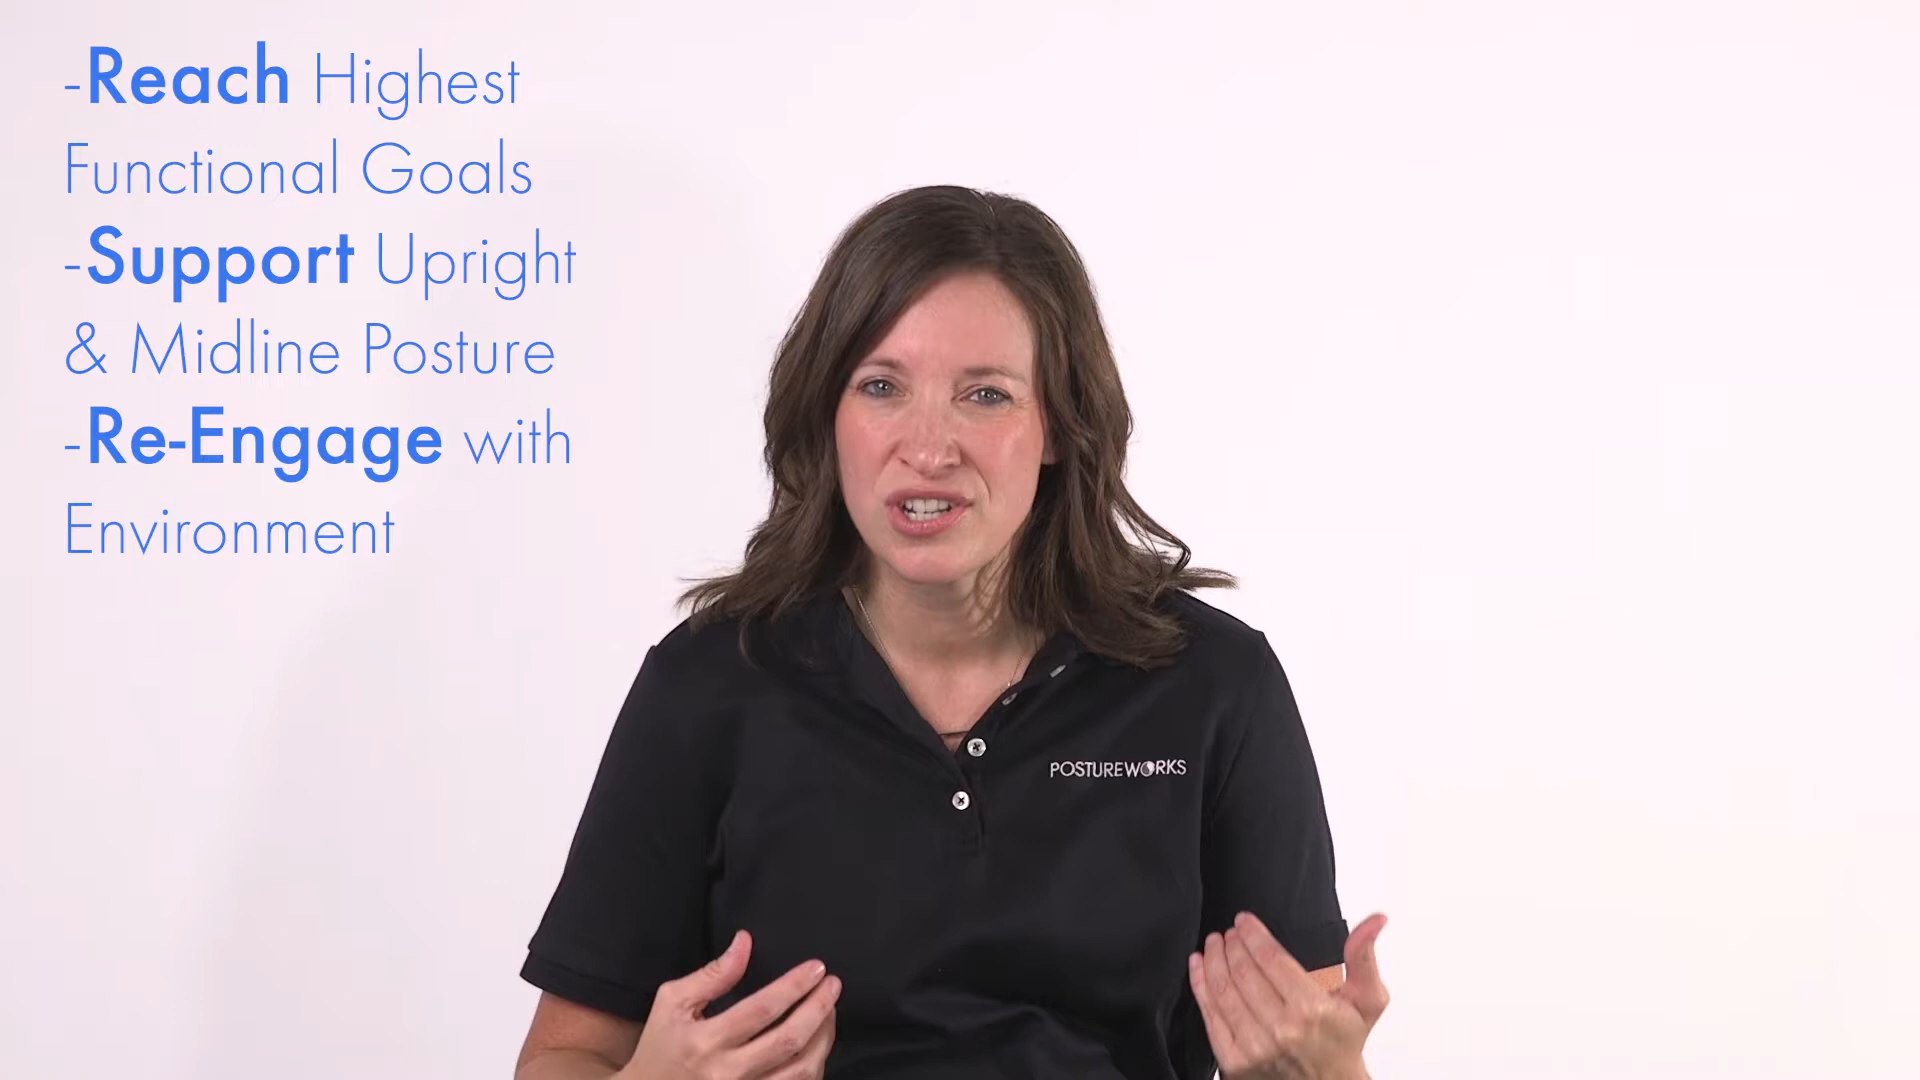 -Reach Highest
Functional Goals
-Support Upright
& Midline Posture
-Re-Engage with
Environment
POSTUREWORKS